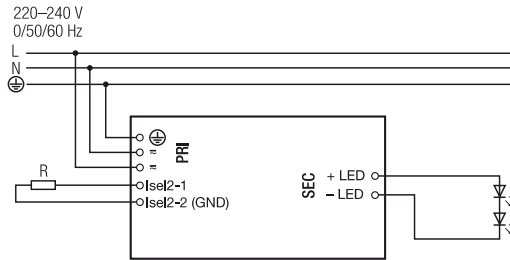 220–240 V
0/50/60 Hz
L
N
PRI
≂
≂
R
Isel2-1
Isel2-2 (GND)
SEC
+ LED
– LED